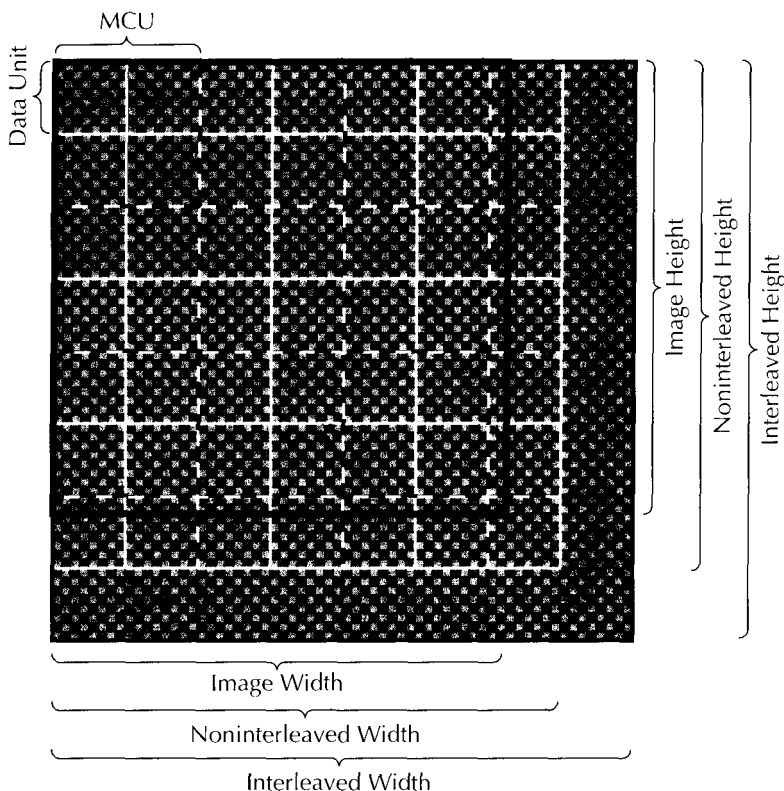 MCU
Data Unit
Image Height
Noninterleaved Height
Interleaved Height
Image Width
Noninterleaved Width
Interleaved Width